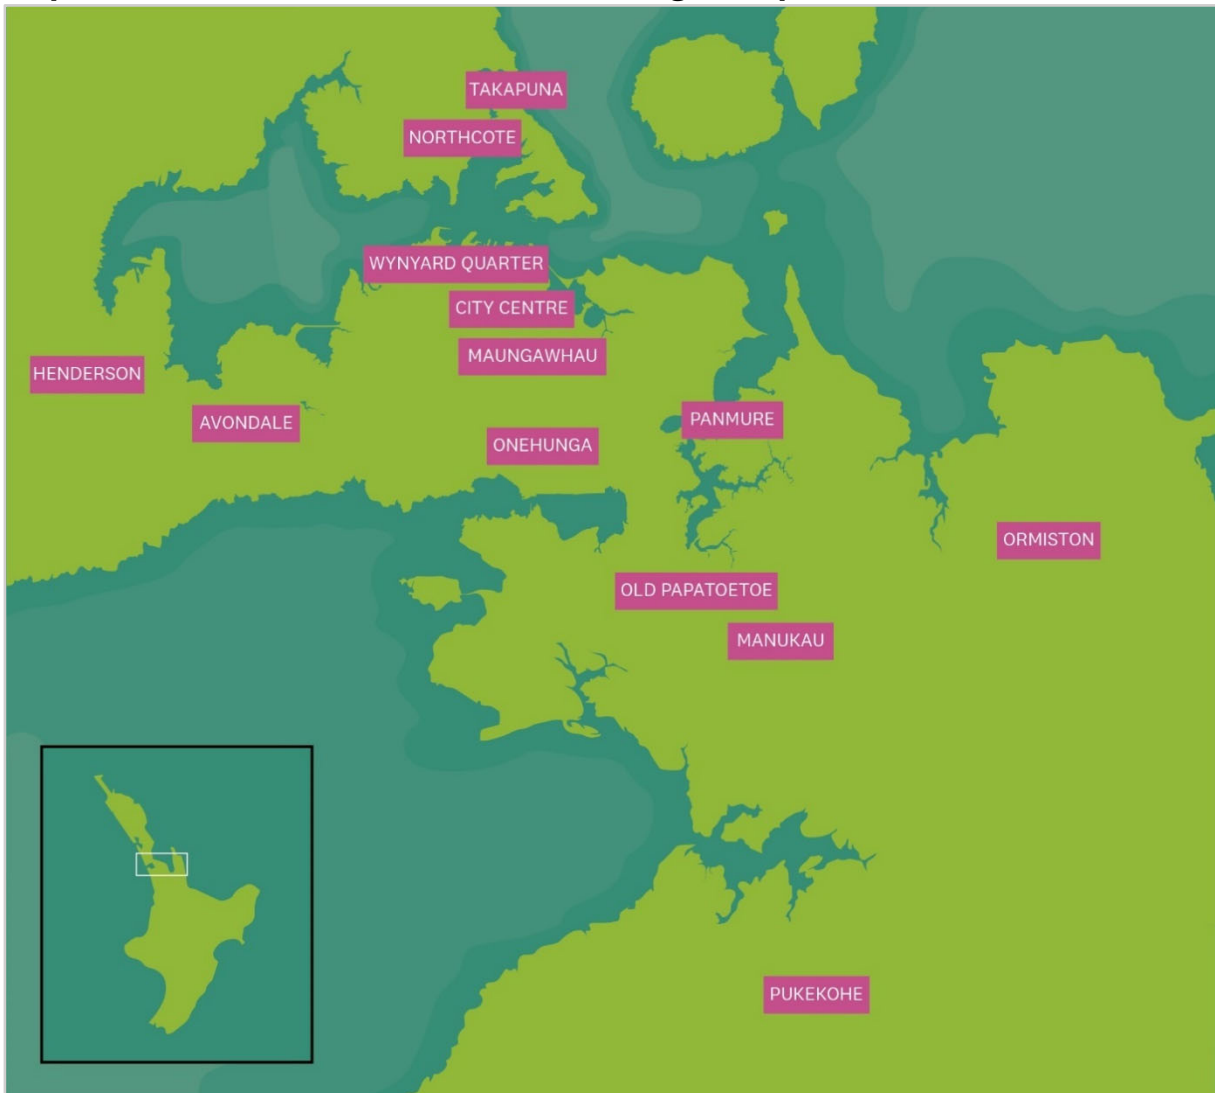 TAKAPUNA
NORTHCOTE
WYNYARD QUARTER
CITY CENTRE
MAUNGAWHAU
HENDERSON
AVONDALE
PANMURE
ONEHUNGA
ORMISTON
OLD PAPATOETOE
MANUKAU
PUKEKOHE